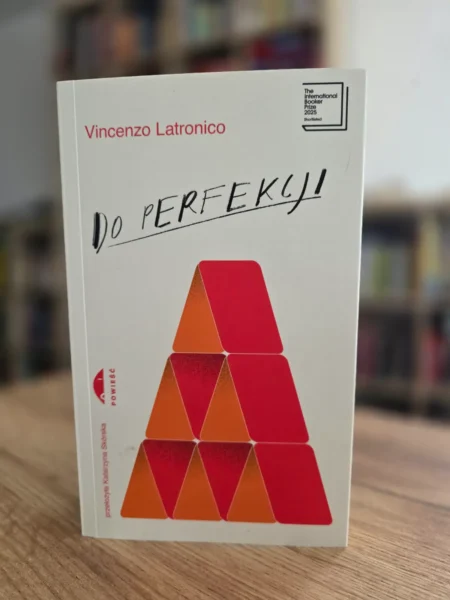 The
International
Booker
Prize
2025
Shortlisted
Vincenzo Latronico
DO PERFEKCJI
POWIEŚĆ
przełożyła Katarzyna Skórska